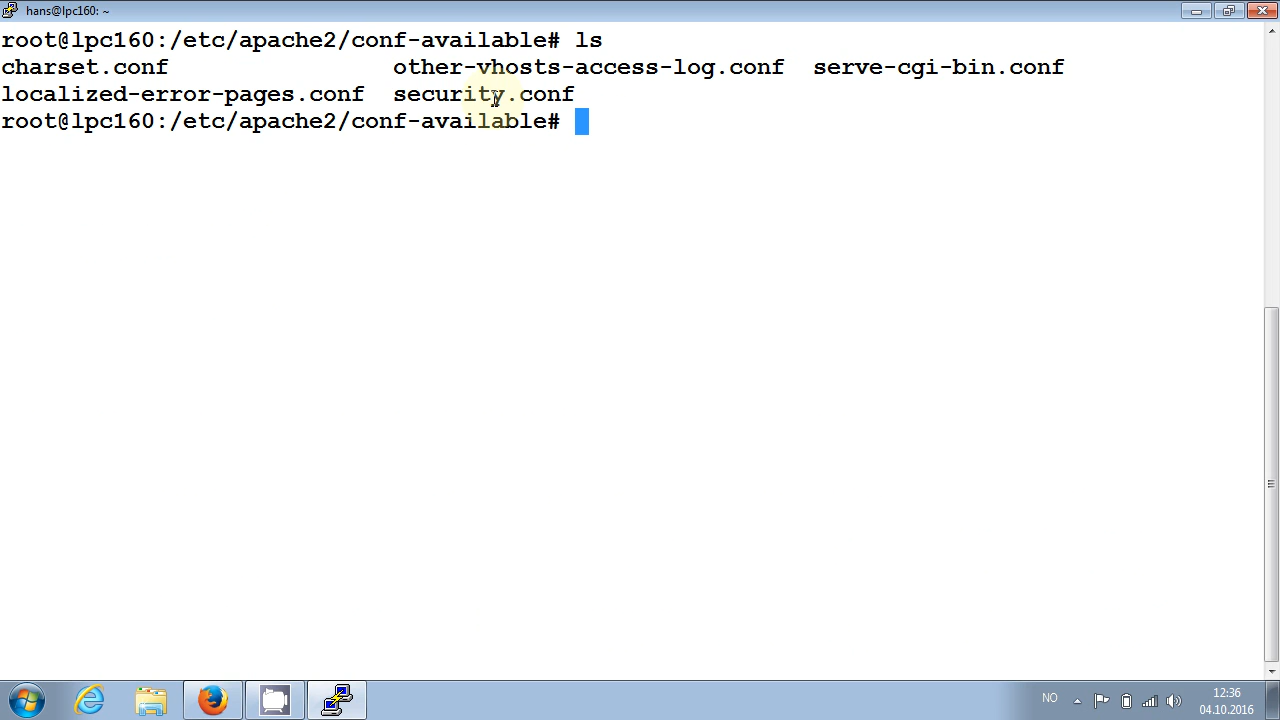 hans@lpc160: ~
root@lpc160:/etc/apache2/conf-available# ls
charset.conf other-vhosts-access-log.conf serve-cgi-bin.conf
localized-error-pages.conf security.conf
root@lpc160:/etc/apache2/conf-available#
NO
12:36
04.10.2016